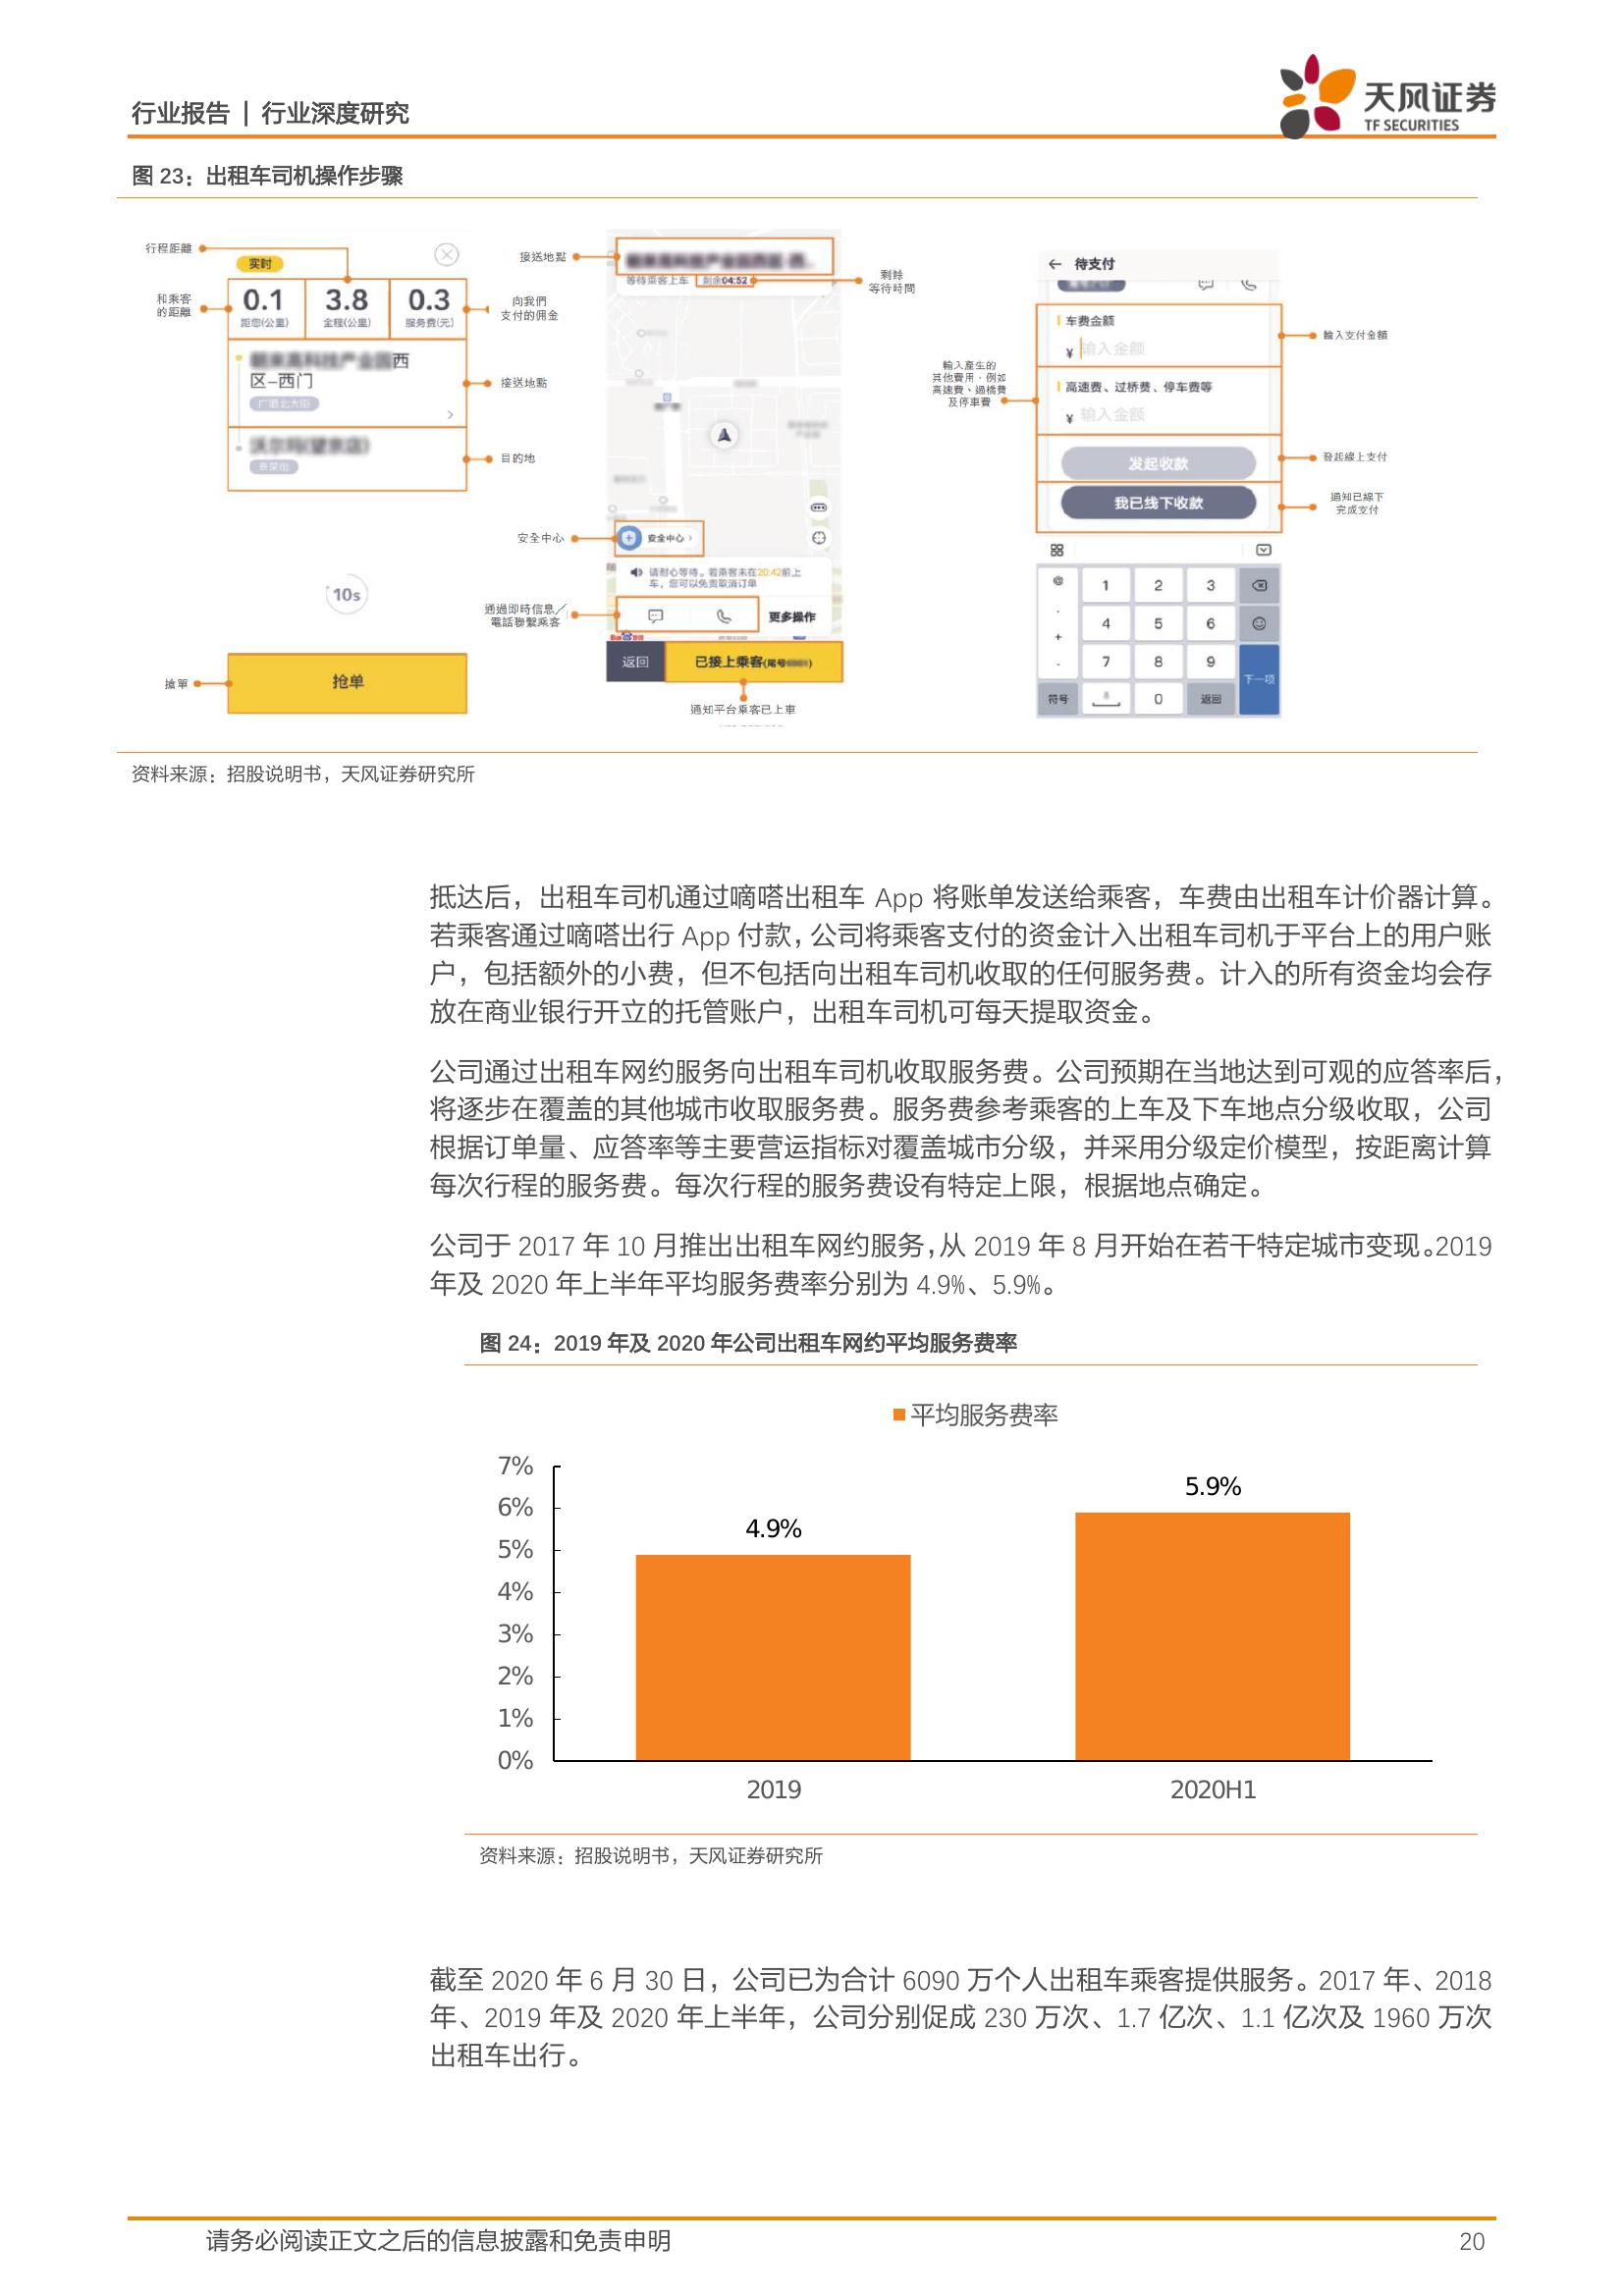 行业报告 | 行业深度研究
天风证券
TF SECURITIES
图 23：出租车司机操作步骤
行程距離
实时
和乘客
的距離
0.1
距您(公里)
3.8
全程(公里)
0.3
服务费(元)
向我們
支付的佣金
西
区–西门
接送地點
目的地
10s
搶單
抢单
接送地點
等待乘客上车
剩余04:52
剩餘
等待時間
安全中心
安全中心 ›
请耐心等待。若乘客未在20:42前上
车，您可以免责取消订单
通過即時信息／
電話聯繫乘客
更多操作
返回
已接上乘客(尾号
通知平台乘客已上車
← 待支付
车费金额
¥ 输入金额
輸入支付金額
輸入產生的
其他費用，例如
高速費、過橋費
及停車費
高速费、过桥费、停车费等
¥ 输入金额
发起收款
發起線上支付
我已线下收款
通知已線下
完成支付
@ 1 2 3
4 5 6
7 8 9
下一项
符号 0 返回
资料来源：招股说明书，天风证券研究所
抵达后，出租车司机通过嘀嗒出租车 App 将账单发送给乘客，车费由出租车计价器计算。
若乘客通过嘀嗒出行 App 付款，公司将乘客支付的资金计入出租车司机于平台上的用户账
户，包括额外的小费，但不包括向出租车司机收取的任何服务费。计入的所有资金均会存
放在商业银行开立的托管账户，出租车司机可每天提取资金。
公司通过出租车网约服务向出租车司机收取服务费。公司预期在当地达到可观的应答率后，
将逐步在覆盖的其他城市收取服务费。服务费参考乘客的上车及下车地点分级收取，公司
根据订单量、应答率等主要营运指标对覆盖城市分级，并采用分级定价模型，按距离计算
每次行程的服务费。每次行程的服务费设有特定上限，根据地点确定。
公司于 2017 年 10 月推出出租车网约服务，从 2019 年 8 月开始在若干特定城市变现。2019
年及 2020 年上半年平均服务费率分别为 4.9%、5.9%。
图 24：2019 年及 2020 年公司出租车网约平均服务费率
平均服务费率
7%
6%
5%
4%
3%
2%
1%
0%
4.9%
5.9%
2019
2020H1
资料来源：招股说明书，天风证券研究所
截至 2020 年 6 月 30 日，公司已为合计 6090 万个人出租车乘客提供服务。2017 年、2018
年、2019 年及 2020 年上半年，公司分别促成 230 万次、1.7 亿次、1.1 亿次及 1960 万次
出租车出行。
请务必阅读正文之后的信息披露和免责申明
20